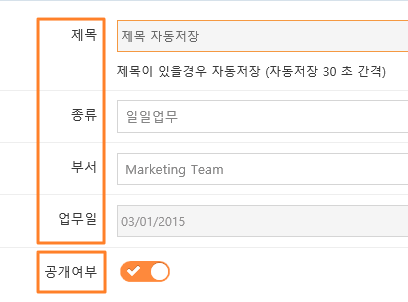 제목 제목 자동저장
제목이 있을경우 자동저장 (자동저장 30 초 간격)
종류 일일업무
부서 Marketing Team
업무일 03/01/2015
공개여부